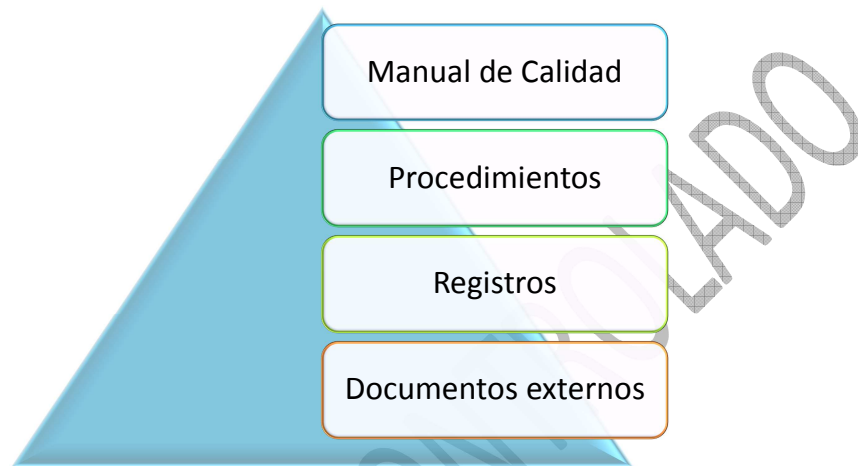 Manual de Calidad
Procedimientos
Registros
Documentos externos